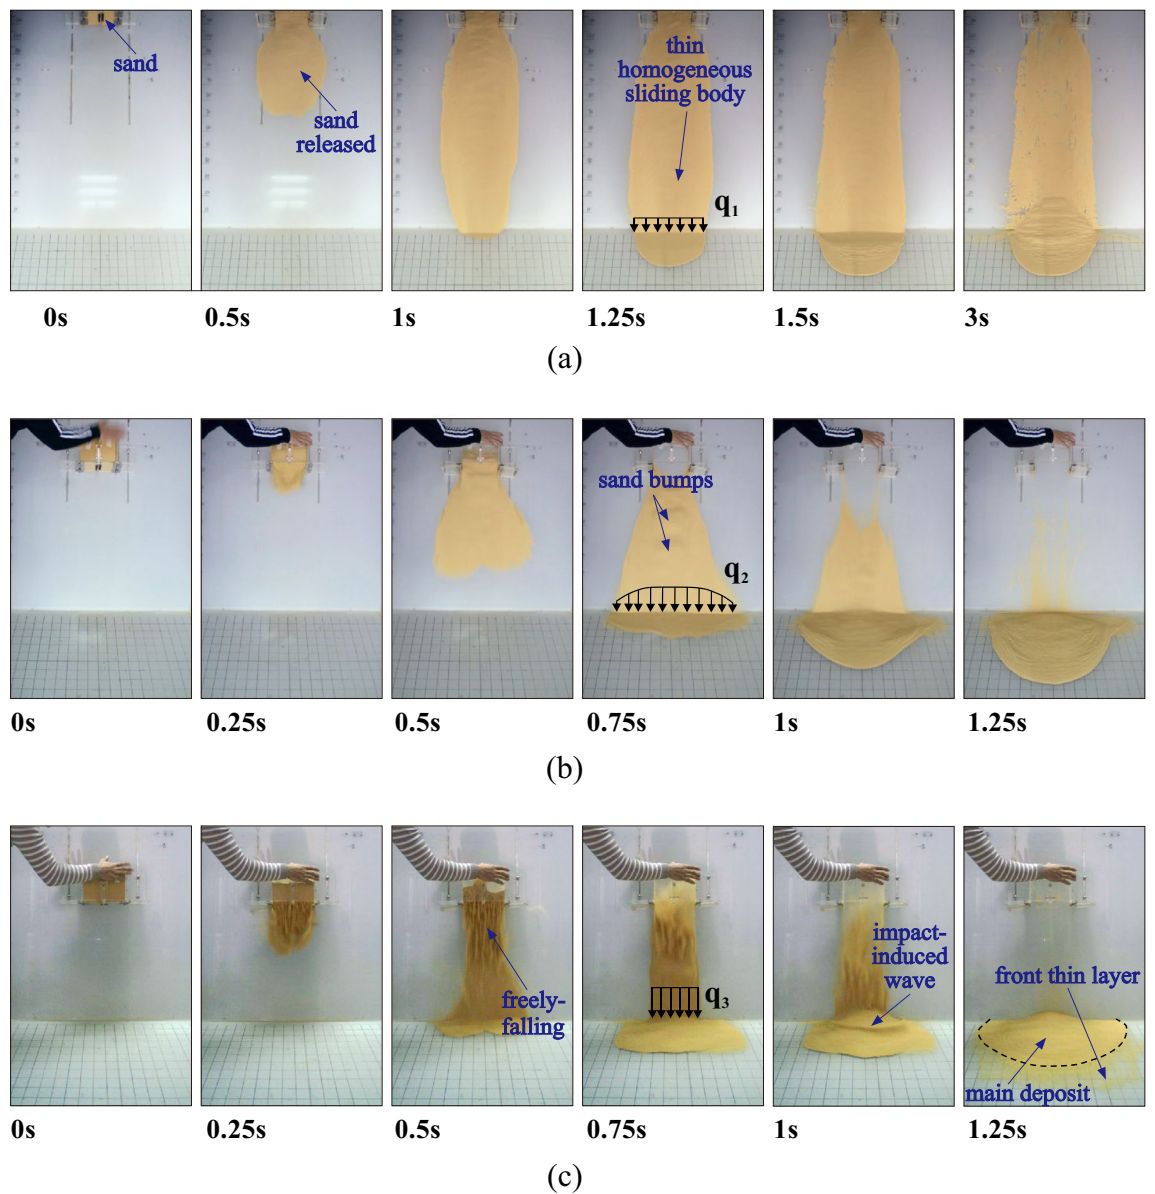 sand
sand
released
thin
homogeneous
sliding body
q1
0s
0.5s
1s
1.25s
1.5s
3s
(a)
sand bumps
q2
0s
0.25s
0.5s
0.75s
1s
1.25s
(b)
freely-
falling
q3
impact-
induced
wave
front thin layer
main deposit
0s
0.25s
0.5s
0.75s
1s
1.25s
(c)